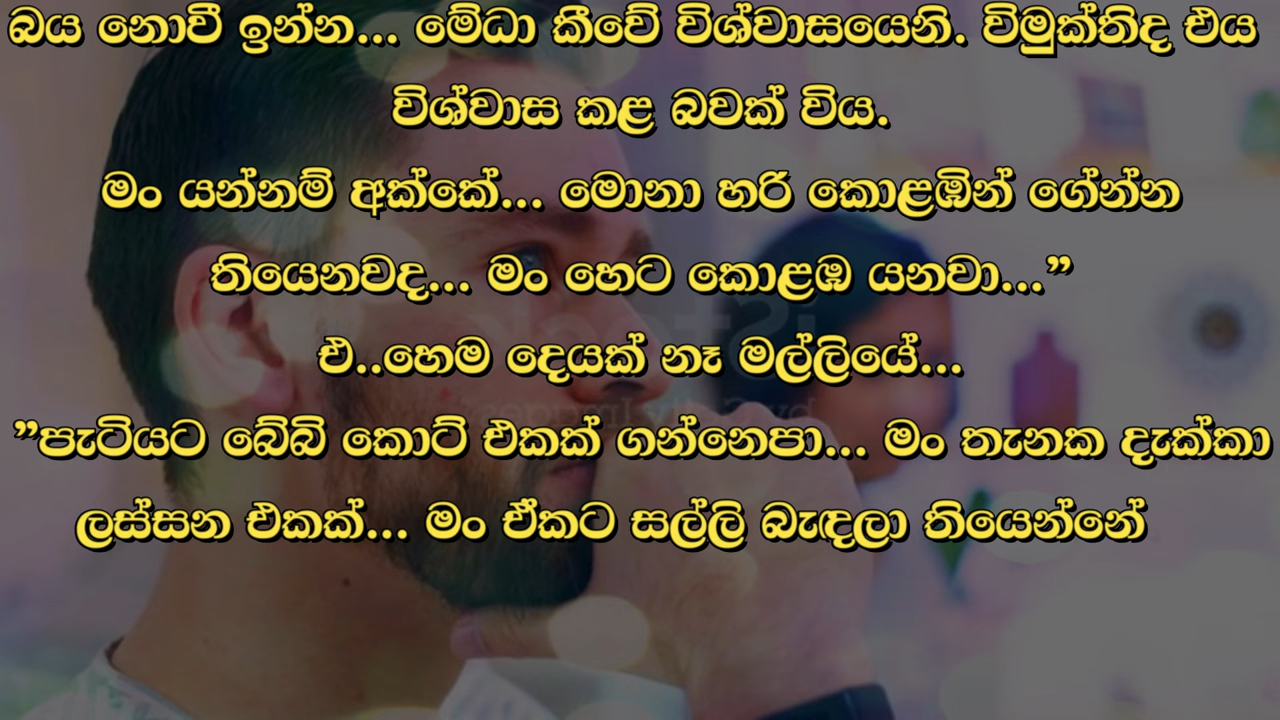 බය නොවී ඉන්න... මේධා කීවේ විශ්වාසයෙනි. විමුක්තිද එය
විශ්වාස කළ බවක් විය.
මං යන්නම් අක්කේ... මොනා හරි කොළඹින් ගේන්න
තියෙනවද... මං හෙට කොළඹ යනවා...”
එ..හෙම දෙයක් නෑ මල්ලියේ...
”පැටියට බේබි කොට් එකක් ගන්නෙපා... මං තැනක දැක්කා
ලස්සන එකක්... මං ඒකට සල්ලි බැඳලා තියෙන්නේ
iStock